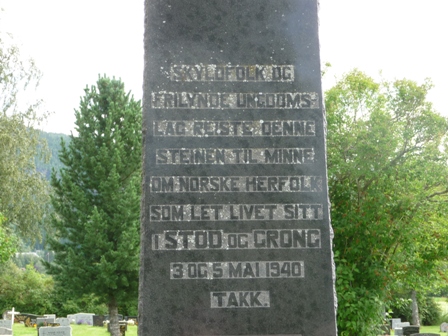 SKYLDFOLK OG
FRILYNDE UNGDOMS-
LAG REISTE DENNE
STEINEN TIL MINNE
OM NORSKE HERFOLK
SOM LET LIVET SITT
I STOD OG GRONG
3 OG 5 MAI 1940
TAKK.